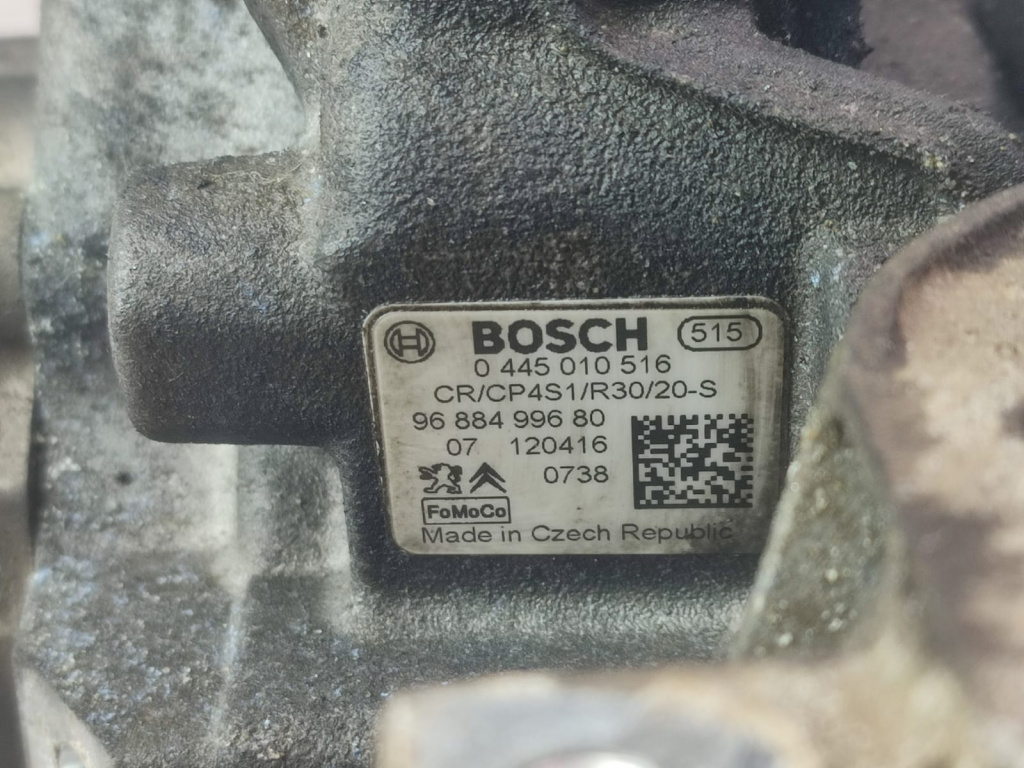 BOSCH 515
0 445 010 516
CR/CP4S1/R30/20-S
96 884 996 80
07 120416
0738
FoMoCo
Made in Czech Republic